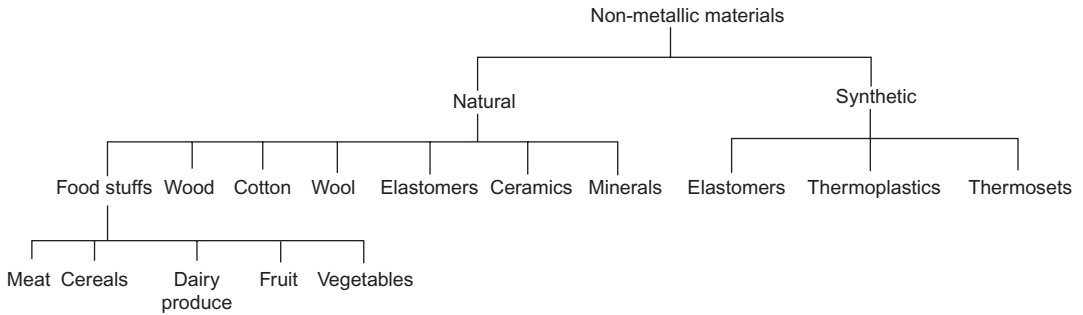 Non-metallic materials
Natural
Synthetic
Food stuffs
Wood
Cotton
Wool
Elastomers
Ceramics
Minerals
Elastomers
Thermoplastics
Thermosets
Meat
Cereals
Dairy
produce
Fruit
Vegetables